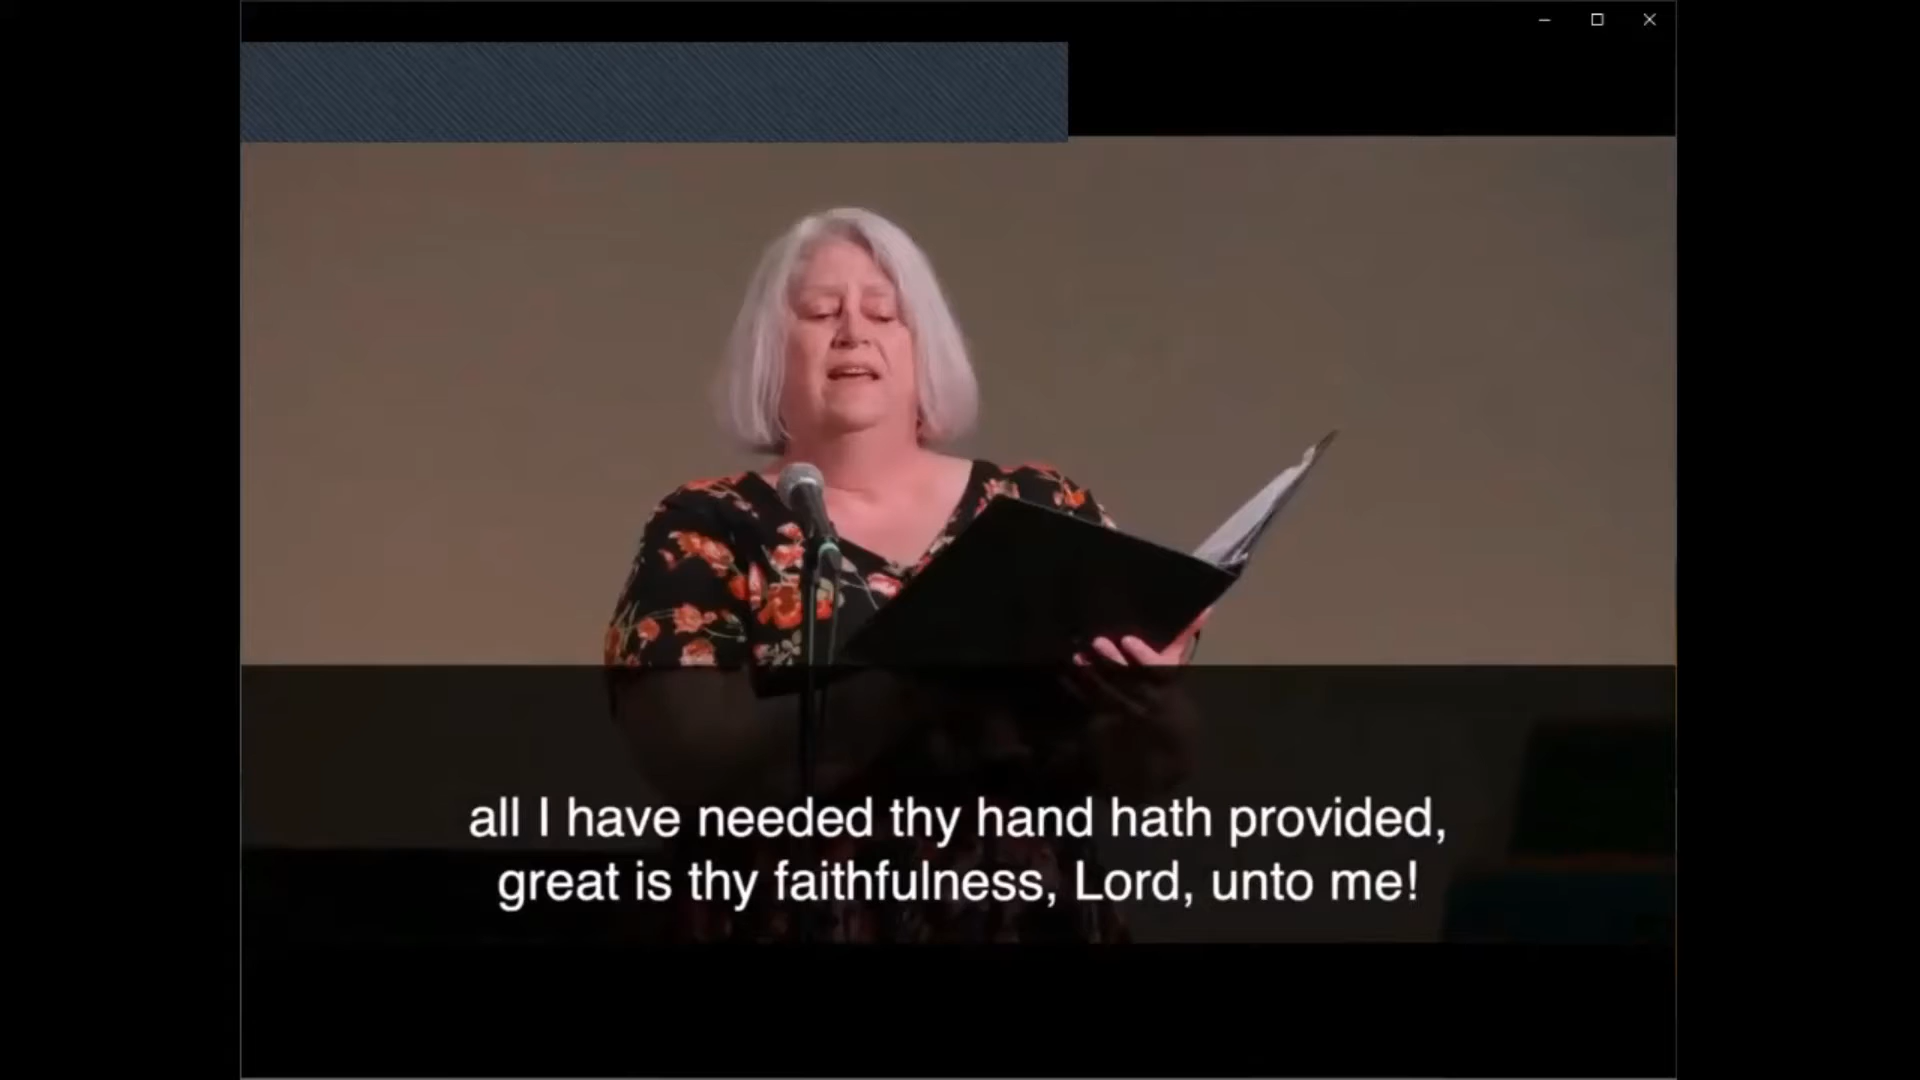 all I have needed thy hand hath provided,
great is thy faithfulness, Lord, unto me!